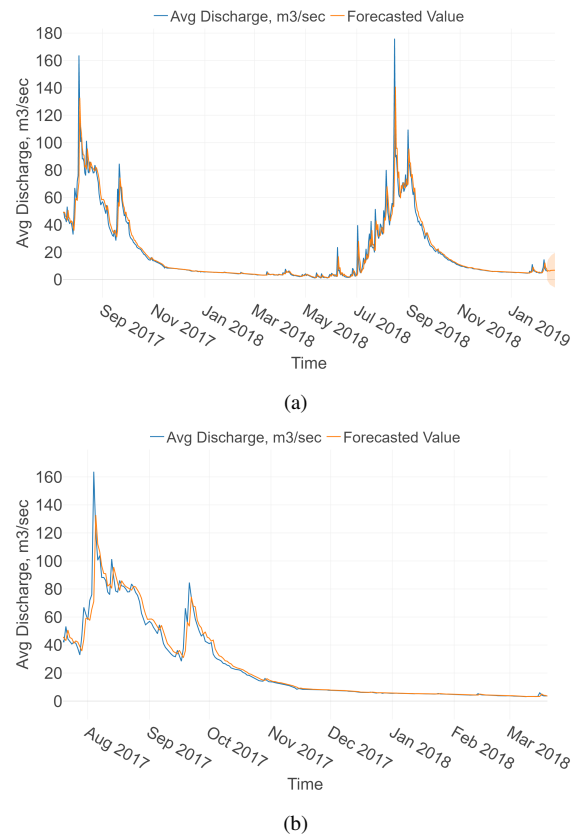 Avg Discharge, m3/sec Forecasted Value
180
160
140
120
100
80
60
40
20
0
Avg Discharge, m3/sec
Sep 2017 Nov 2017 Jan 2018 Mar 2018 May 2018 Jul 2018 Sep 2018 Nov 2018 Jan 2019
Time
(a)
Avg Discharge, m3/sec Forecasted Value
160
140
120
100
80
60
40
20
0
Avg Discharge, m3/sec
Aug 2017 Sep 2017 Oct 2017 Nov 2017 Dec 2017 Jan 2018 Feb 2018 Mar 2018
Time
(b)